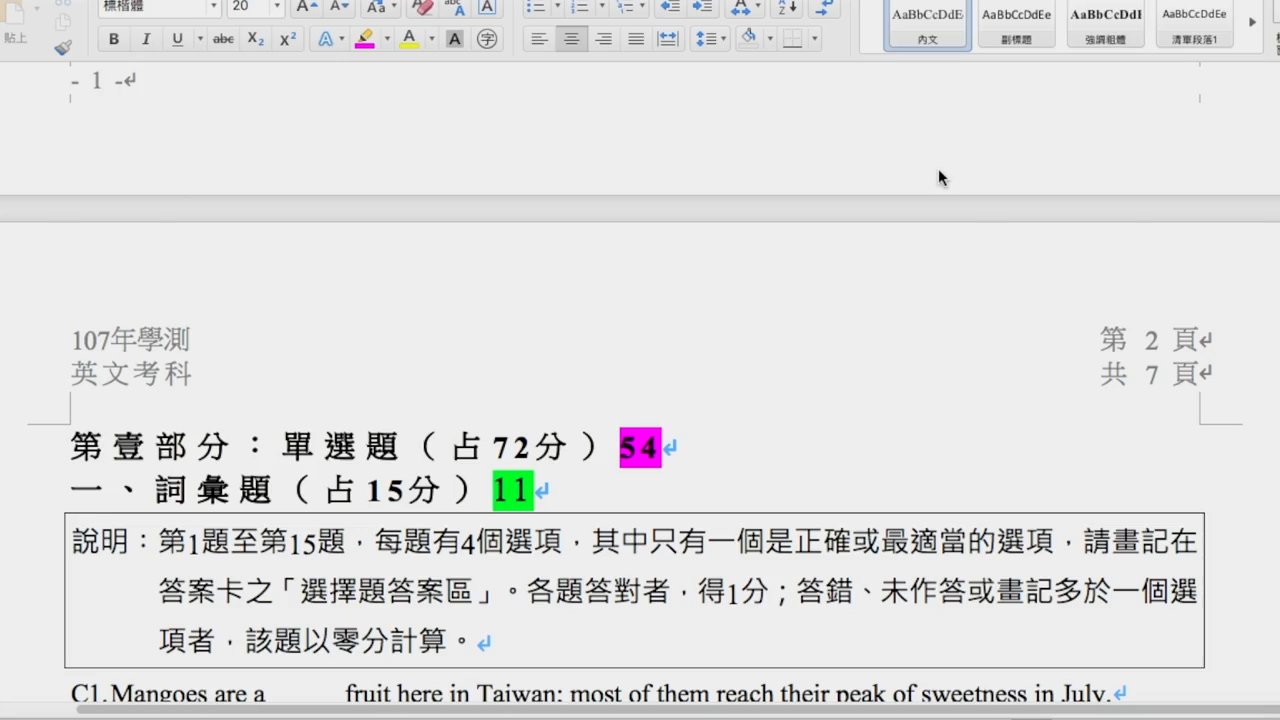 標楷體 20 A A Aa abc A A
貼上 B I U abc X₂ X² A A A 字
AaBbCcDdE AaBbCcDdEe AaBbCcDdI AaBbCcDdEe
內文 副標題 強調粗體 清單段落1
- 1 -↵
107年學測 第 2 頁↵
英文考科 共 7 頁↵
第壹部分：單選題（占72分）54↵
一、詞彙題（占15分）11↵
說明：第1題至第15題，每題有4個選項，其中只有一個是正確或最適當的選項，請畫記在
答案卡之「選擇題答案區」。各題答對者，得1分；答錯、未作答或畫記多於一個選
項者，該題以零分計算。↵
C1. Mangoes are a ______ fruit here in Taiwan; most of them reach their peak of sweetness in July.↵